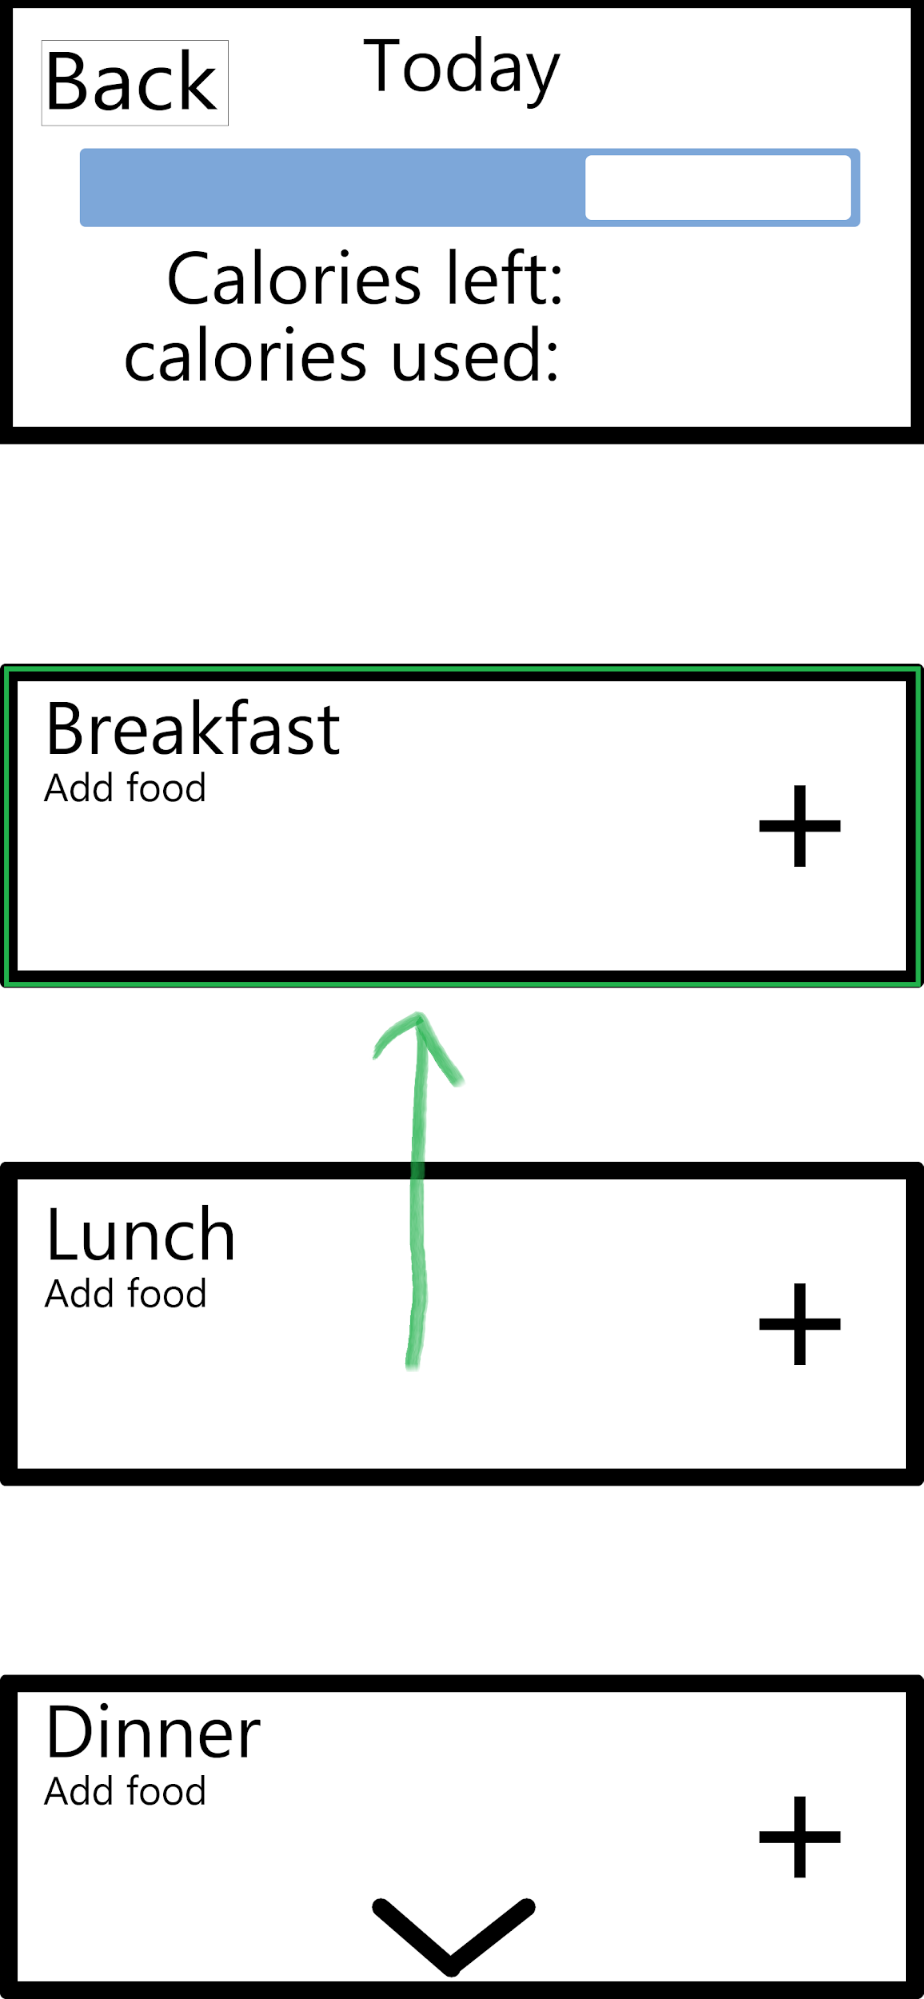 Back
Today
Calories left:
calories used:
Breakfast
Add food
Lunch
Add food
Dinner
Add food